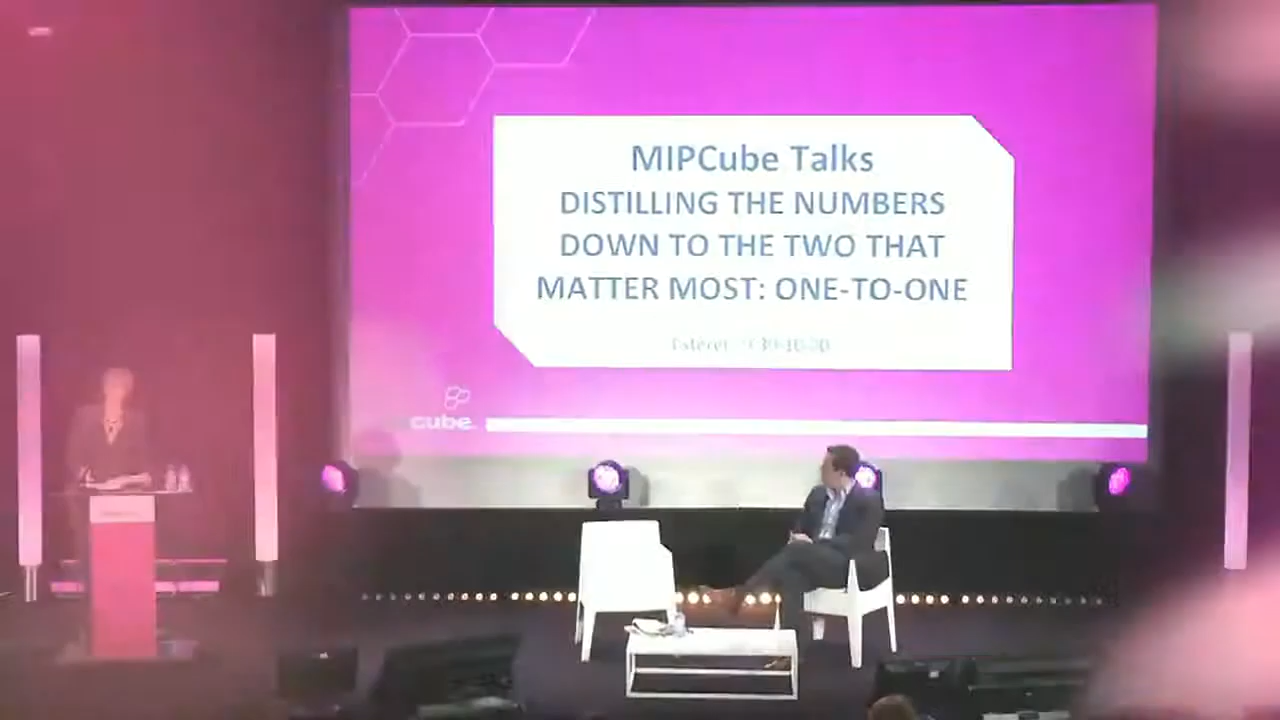 MIPCube Talks
DISTILLING THE NUMBERS
DOWN TO THE TWO THAT
MATTER MOST: ONE-TO-ONE
cube.